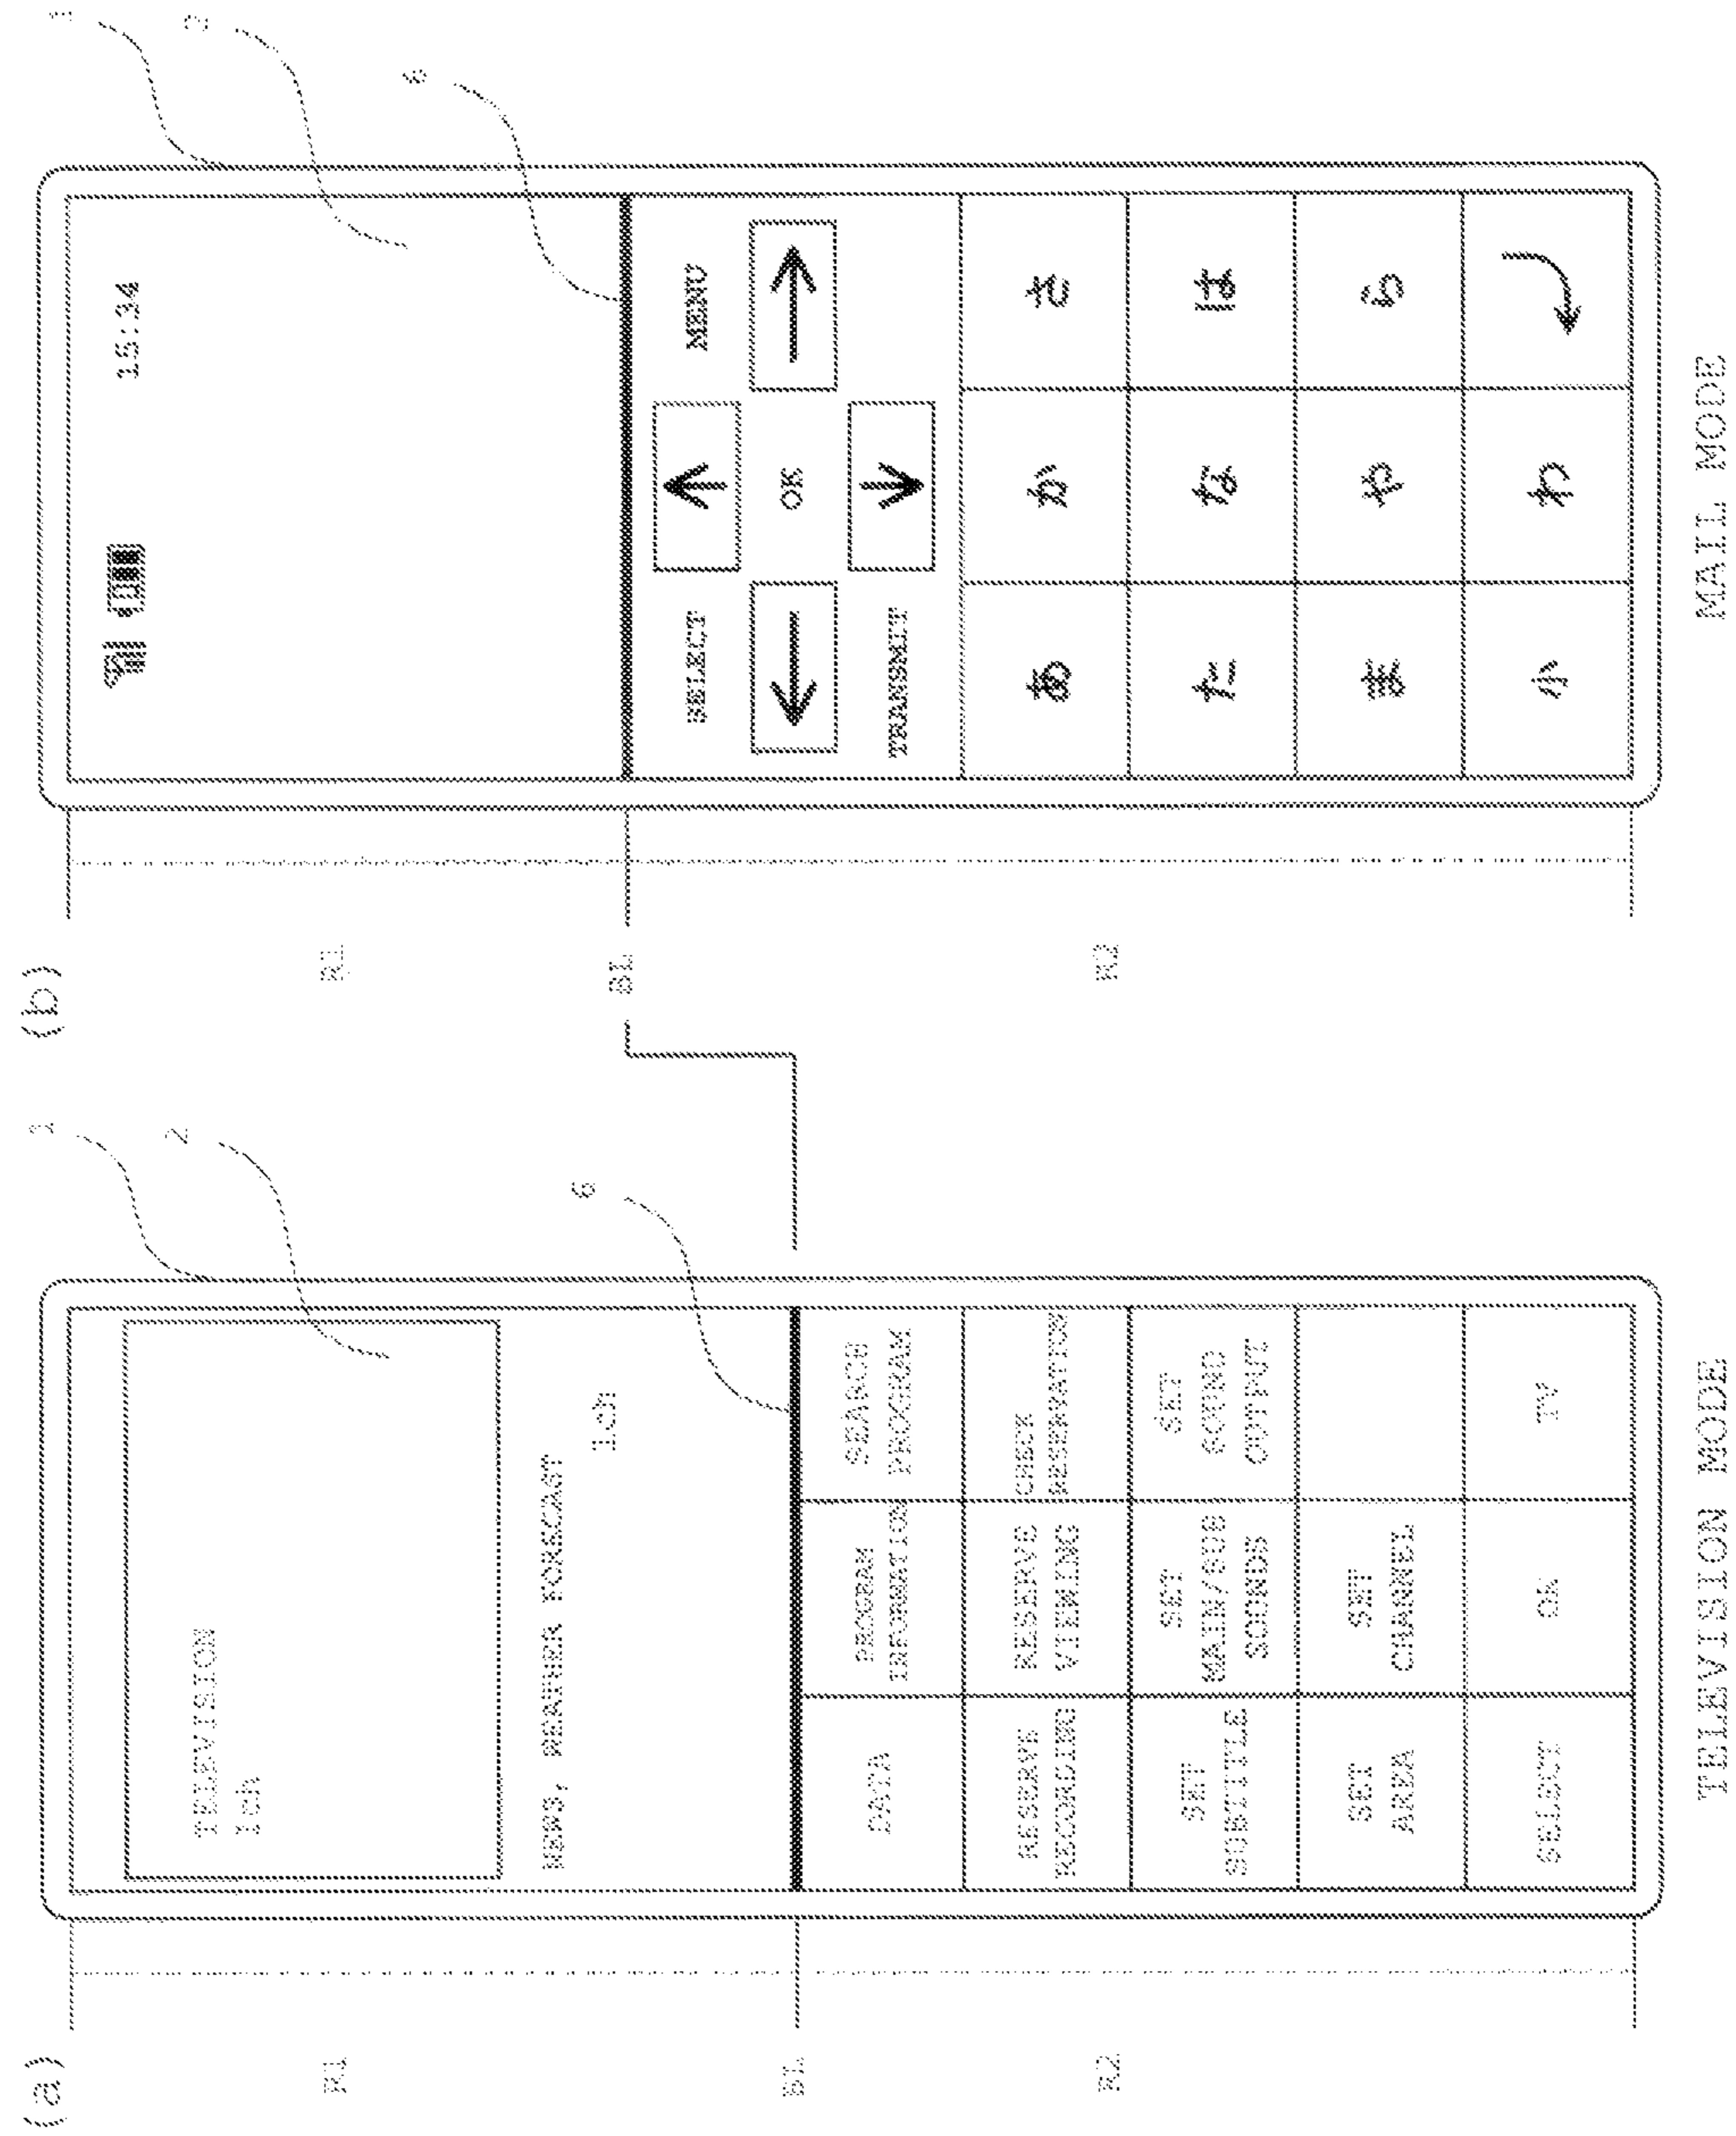 (a)
1
2
6
R1
BL
R2
TELEVISION
1ch
NEWS, WEATHER FORECAST
1ch
DATA
PROGRAM
INFORMATION
SEARCH
PROGRAM
RESERVE
RECORDING
RESERVE
VIEWING
CHECK
RESERVATION
SET
SUBTITLE
SET
MAIN/SUB
SOUNDS
SET
SOUND
OUTPUT
SET
AREA
SET
CHANNEL
SELECT
OK
TV
TELEVISION MODE
(b)
1
2
6
R1
BL
R2
15:34
SELECT
MENU
OK
TRANSMIT
あ
か
さ
た
な
は
ま
や
ら
小
わ
MAIL MODE